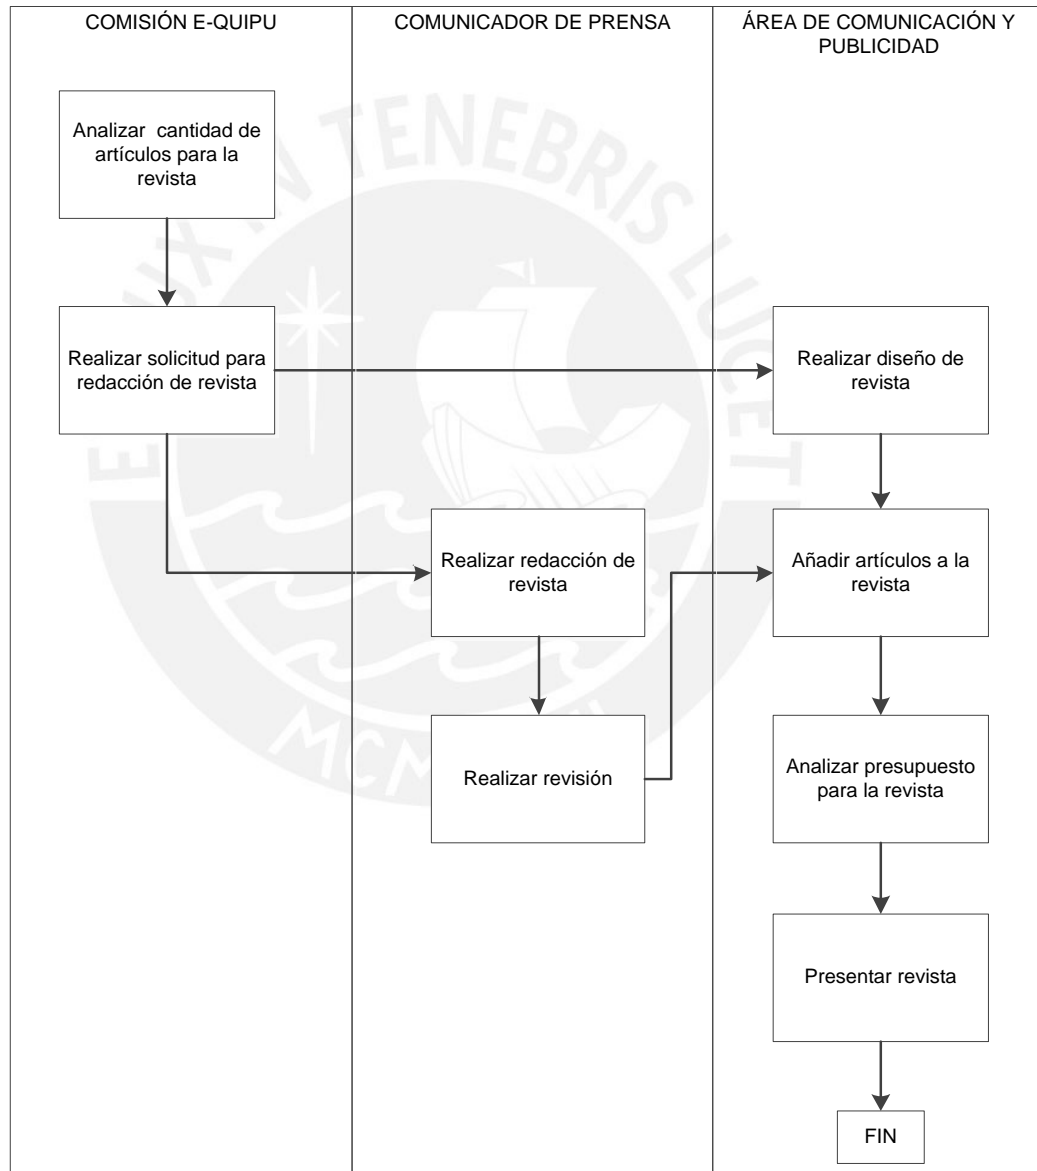 COMISIÓN E-QUIPU
COMUNICADOR DE PRENSA
ÁREA DE COMUNICACIÓN Y
PUBLICIDAD
Analizar cantidad de
artículos para la
revista
Realizar solicitud para
redacción de revista
Realizar diseño de
revista
Realizar redacción de
revista
Añadir artículos a la
revista
Realizar revisión
Analizar presupuesto
para la revista
Presentar revista
FIN
TENEBRIS LUCET